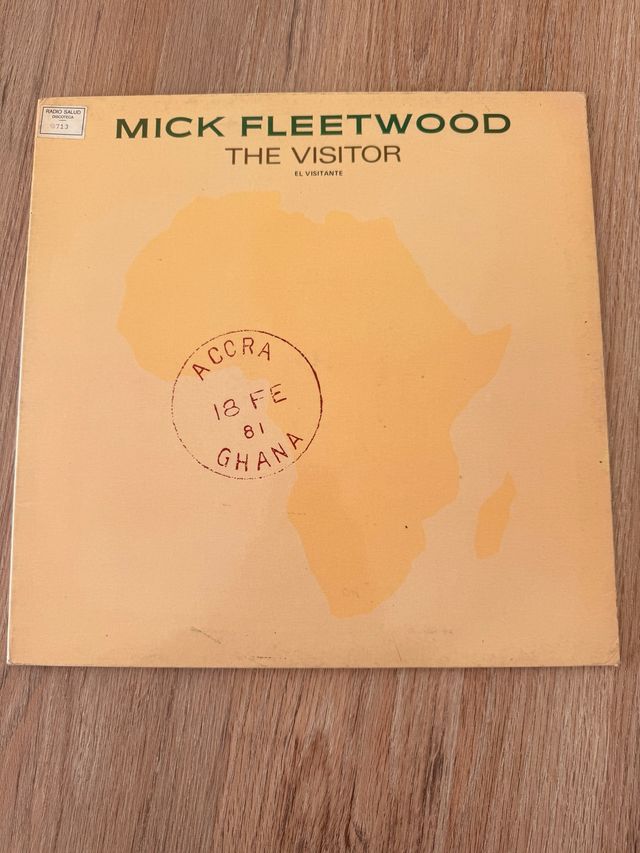 RADIO SALUD
DISCOTECA
0713
MICK FLEETWOOD
THE VISITOR
EL VISITANTE
ACCRA
18 FE
81
GHANA